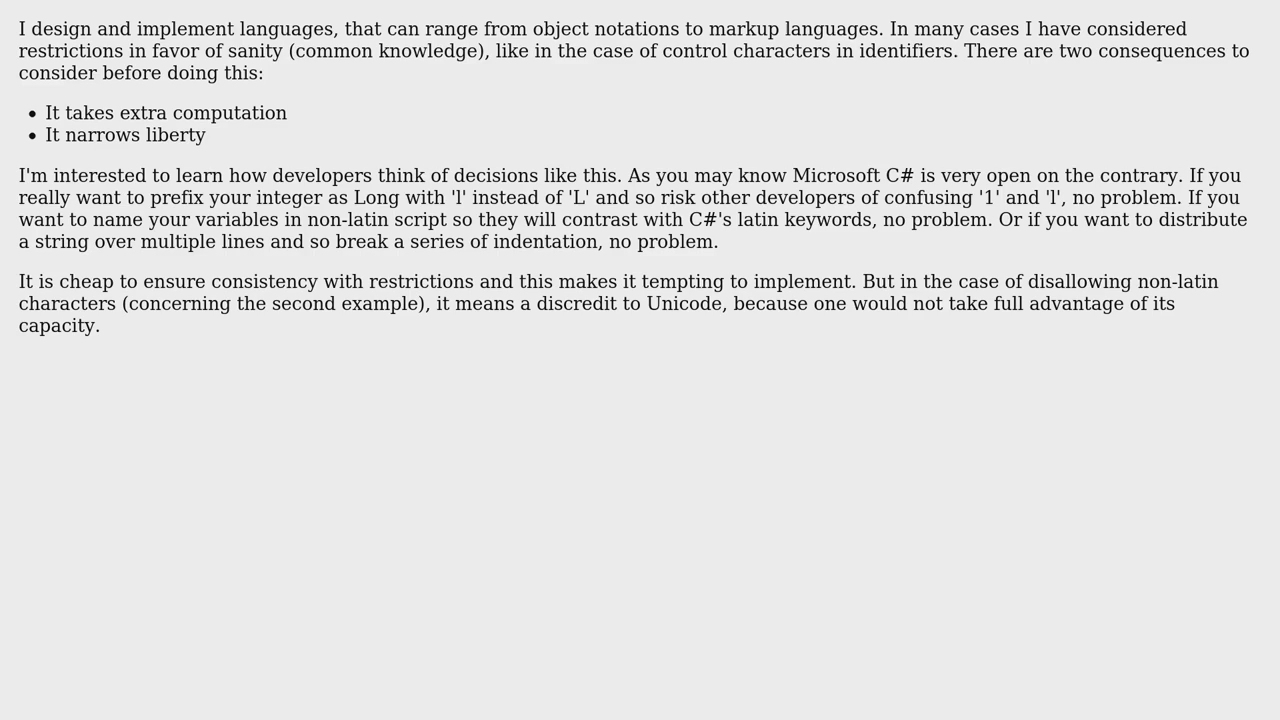 I design and implement languages, that can range from object notations to markup languages. In many cases I have considered
restrictions in favor of sanity (common knowledge), like in the case of control characters in identifiers. There are two consequences to
consider before doing this:
• It takes extra computation
• It narrows liberty
I'm interested to learn how developers think of decisions like this. As you may know Microsoft C# is very open on the contrary. If you
really want to prefix your integer as Long with 'l' instead of 'L' and so risk other developers of confusing '1' and 'l', no problem. If you
want to name your variables in non-latin script so they will contrast with C#'s latin keywords, no problem. Or if you want to distribute
a string over multiple lines and so break a series of indentation, no problem.
It is cheap to ensure consistency with restrictions and this makes it tempting to implement. But in the case of disallowing non-latin
characters (concerning the second example), it means a discredit to Unicode, because one would not take full advantage of its
capacity.